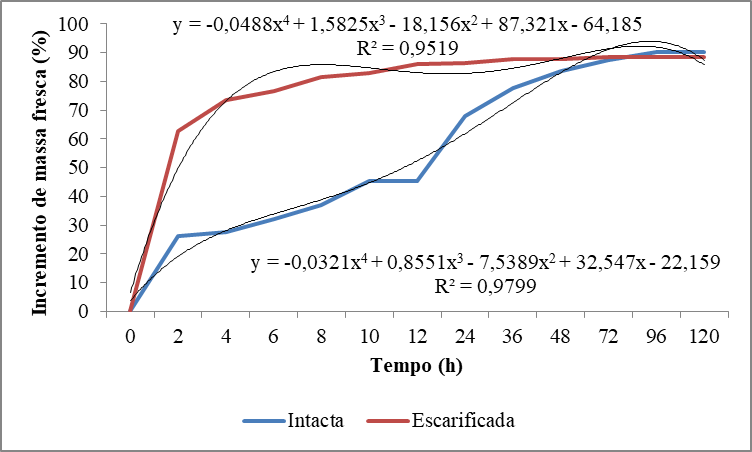 y = -0,0488x⁴ + 1,5825x³ - 18,156x² + 87,321x - 64,185
R² = 0,9519
Incremento de massa fresca (%)
100
90
80
70
60
50
40
30
20
10
0
y = -0,0321x⁴ + 0,8551x³ - 7,5389x² + 32,547x - 22,159
R² = 0,9799
0 2 4 6 8 10 12 24 36 48 72 96 120
Tempo (h)
Intacta Escarificada